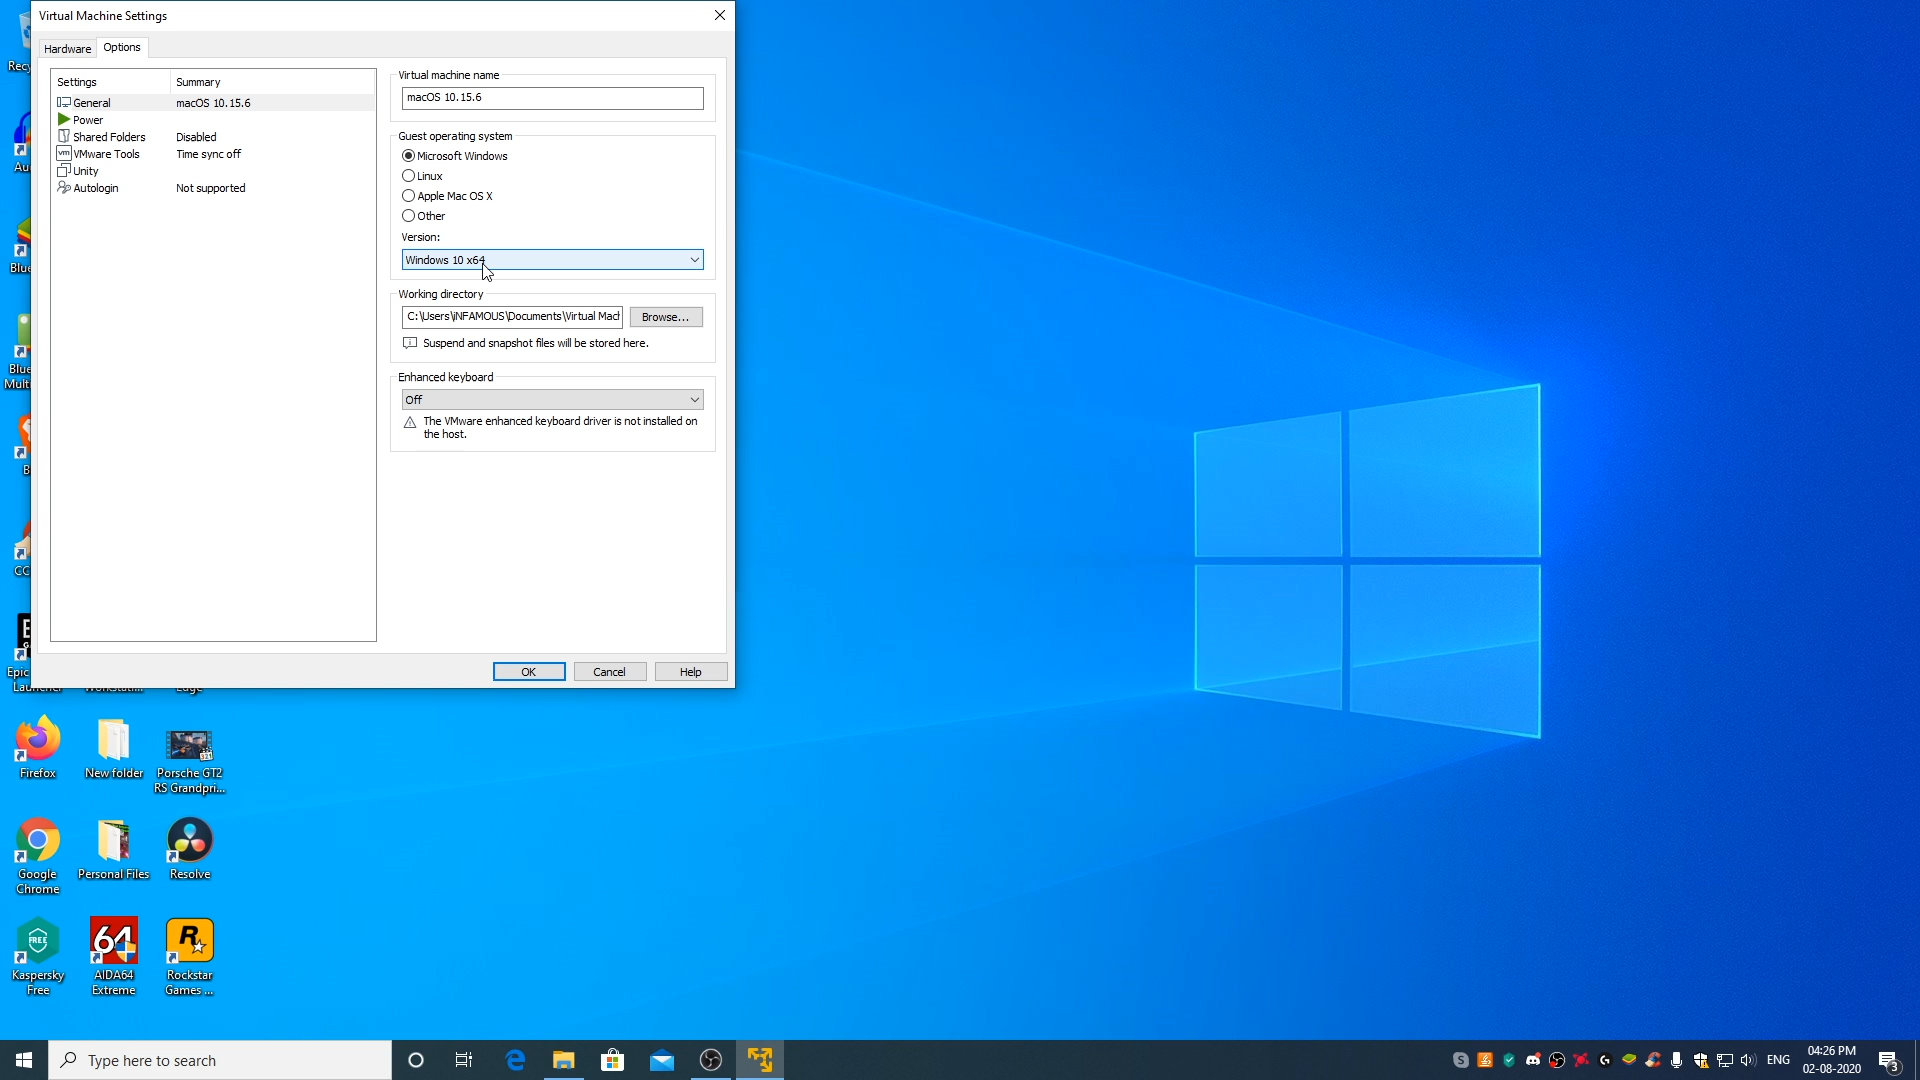 Virtual Machine Settings
Hardware
Options
Settings
Summary
General
macOS 10.15.6
Power
Shared Folders
Disabled
VMware Tools
Time sync off
Unity
Autologin
Not supported
Virtual machine name
macOS 10.15.6
Guest operating system
Microsoft Windows
Linux
Apple Mac OS X
Other
Version:
Windows 10 x64
Working directory
C:\Users\iNFAMOUS\Documents\Virtual Mach
Browse...
Suspend and snapshot files will be stored here.
Enhanced keyboard
Off
The VMware enhanced keyboard driver is not installed on
the host.
OK
Cancel
Help
Firefox
New folder
Porsche GT2
RS Grandpri...
Google
Chrome
Personal Files
Resolve
FREE
Kaspersky
Free
64
AIDA64
Extreme
R
Rockstar
Games ...
Type here to search
ENG
04:26 PM
02-08-2020
3